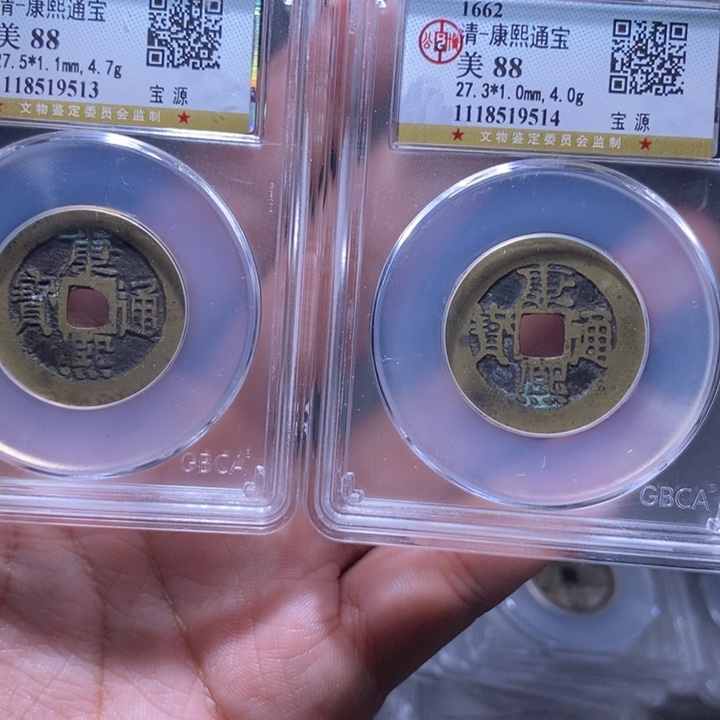 清-康熙通宝
美 88
27.5*1.1mm,4.7g
1118519513
宝 源
文物鉴定委员会监制
康熙通寶
GBCA
1662
清-康熙通宝
美 88
27.3*1.0mm,4.0g
1118519514
宝 源
文物鉴定委员会监制
康熙通寶
GBCA